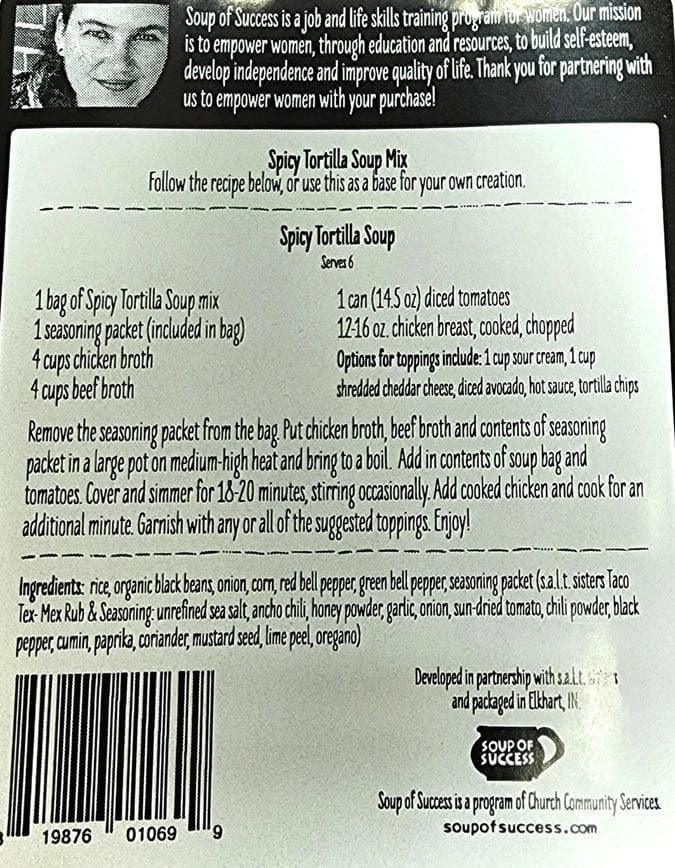 Soup of Success is a job and life skills training program for women. Our mission
is to empower women, through education and resources, to build self-esteem,
develop independence and improve quality of life. Thank you for partnering with
us to empower women with your purchase!
Spicy Tortilla Soup Mix
Follow the recipe below, or use this as a base for your own creation.
Spicy Tortilla Soup
Serves 6
1 bag of Spicy Tortilla Soup mix
1 seasoning packet (included in bag)
4 cups chicken broth
4 cups beef broth
1 can (14.5 oz) diced tomatoes
12-16 oz. chicken breast, cooked, chopped
Options for toppings include: 1 cup sour cream, 1 cup
shredded cheddar cheese, diced avocado, hot sauce, tortilla chips
Remove the seasoning packet from the bag. Put chicken broth, beef broth and contents of seasoning
packet in a large pot on medium-high heat and bring to a boil. Add in contents of soup bag and
tomatoes. Cover and simmer for 18-20 minutes, stirring occasionally. Add cooked chicken and cook for an
additional minute. Garnish with any or all of the suggested toppings. Enjoy!
Ingredients: rice, organic black beans, onion, corn, red bell pepper, green bell pepper, seasoning packet (s.a.l.t. sisters Taco
Tex-Mex Rub & Seasoning: unrefined sea salt, ancho chili, honey powder, garlic, onion, sun-dried tomato, chili powder, black
pepper, cumin, paprika, coriander, mustard seed, lime peel, oregano)
Developed in partnership with s.a.l.t.
and packaged in Elkhart, IN.
SOUP OF
SUCCESS
Soup of Success is a program of Church Community Services.
soupofsuccess.com
19876 01069 9